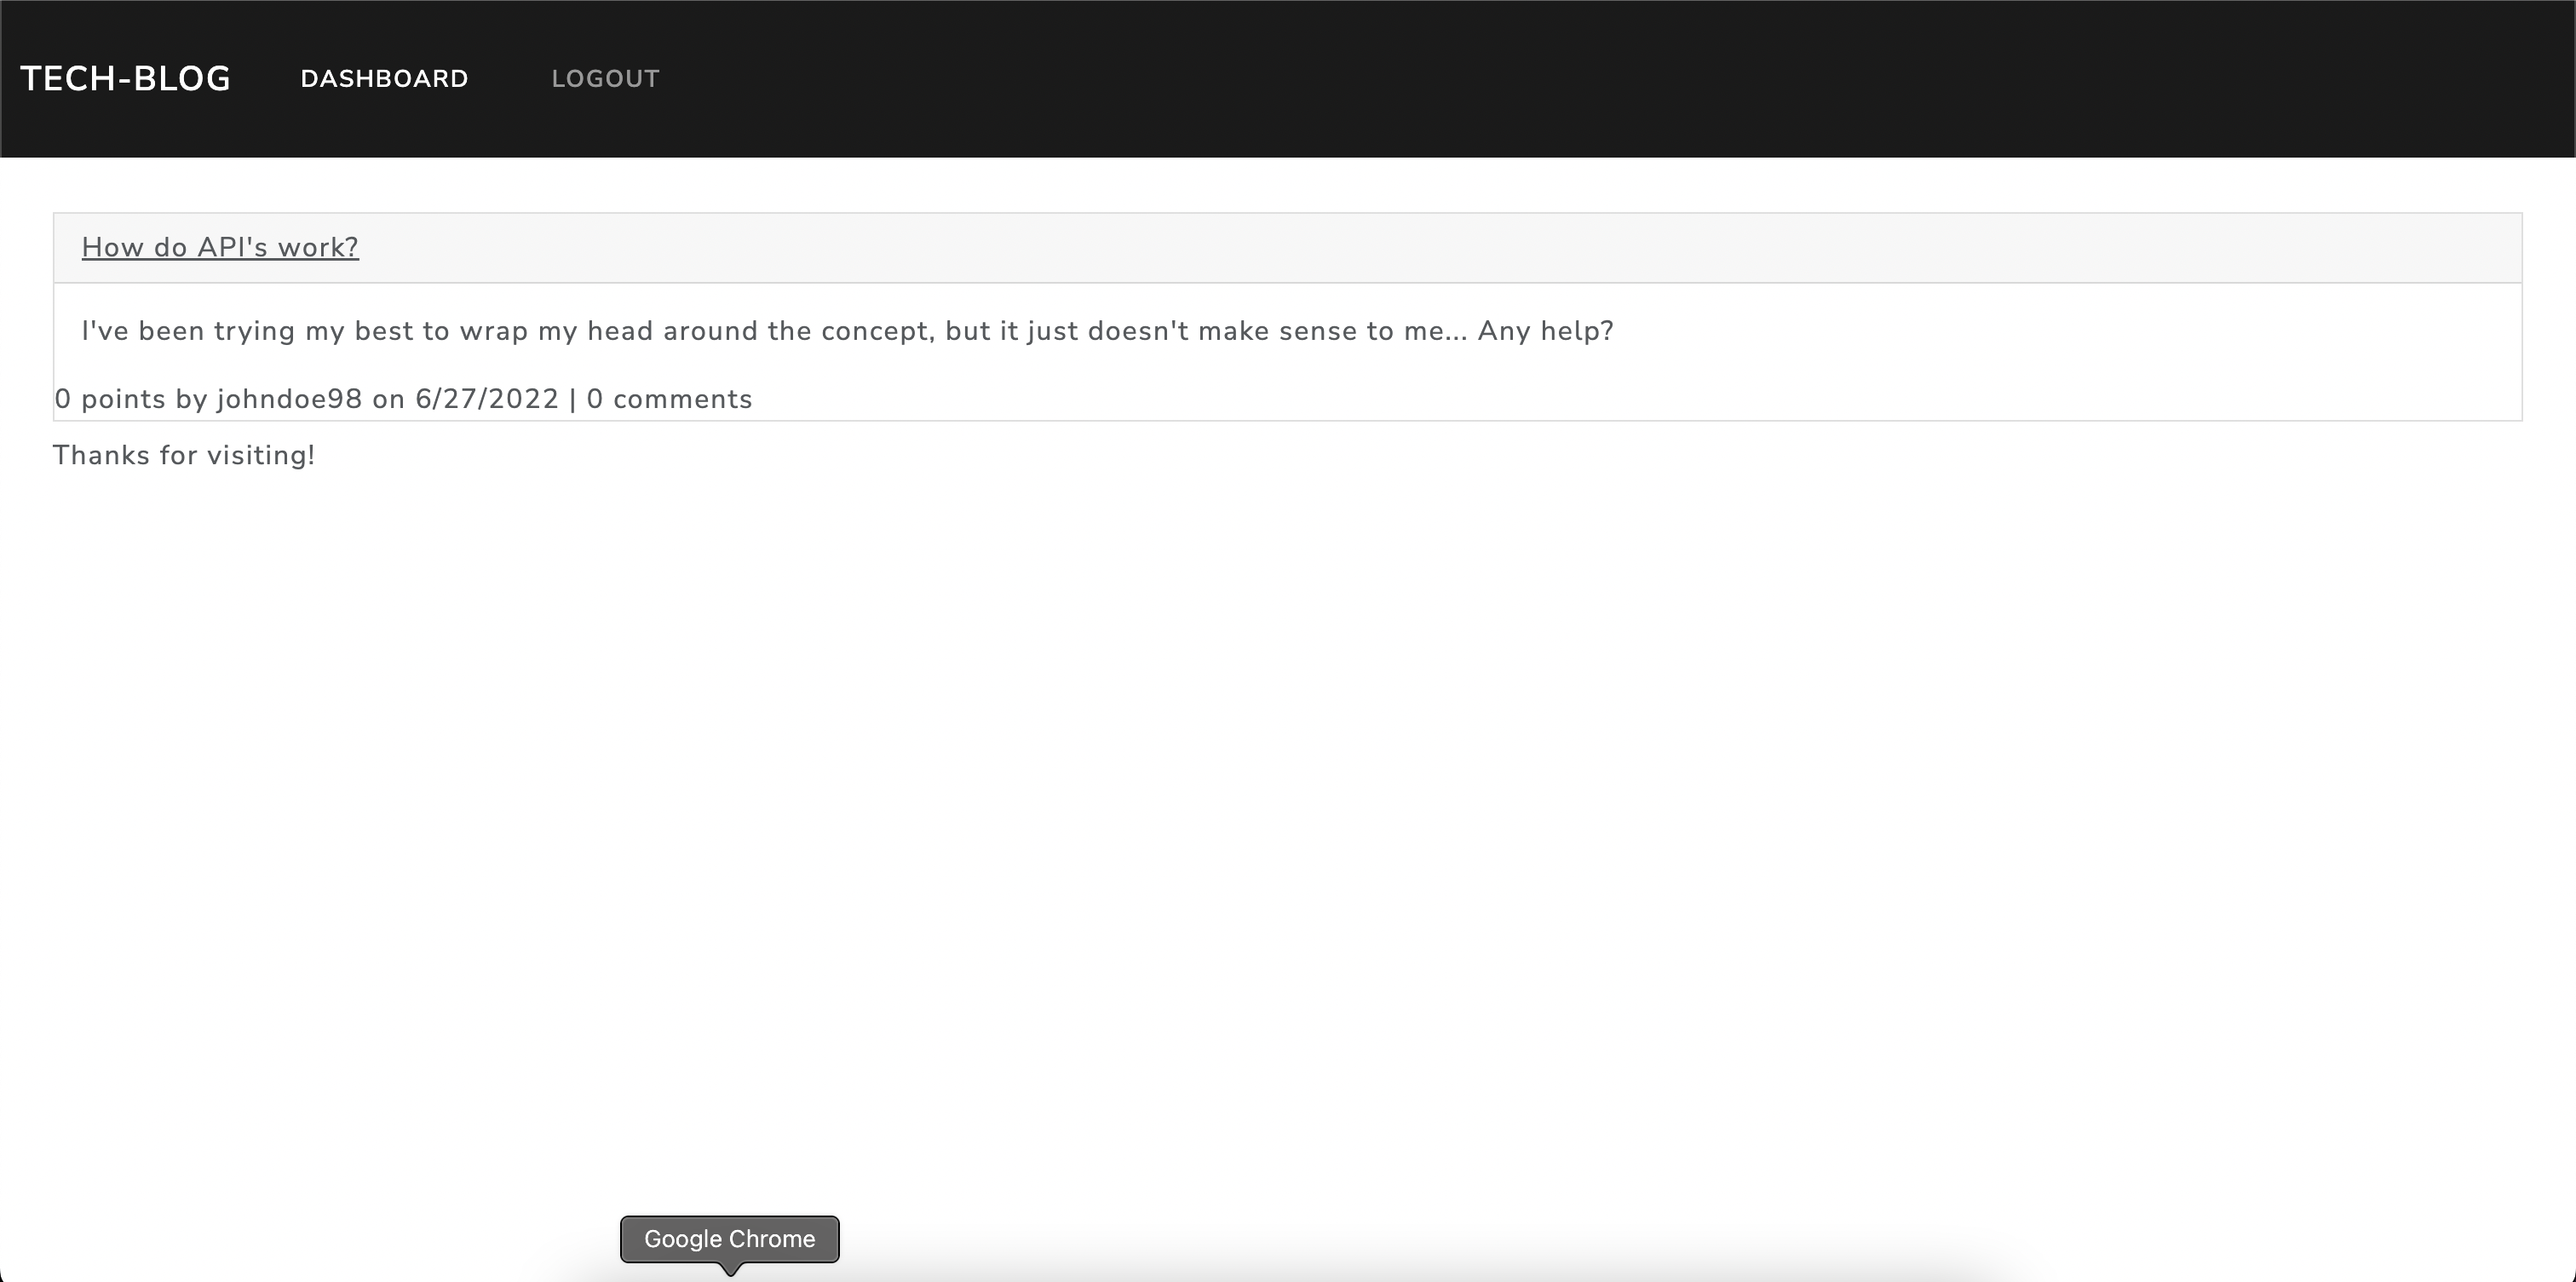 TECH-BLOG DASHBOARD LOGOUT
How do API's work?
I've been trying my best to wrap my head around the concept, but it just doesn't make sense to me... Any help?
0 points by johndoe98 on 6/27/2022 | 0 comments
Thanks for visiting!
Google Chrome